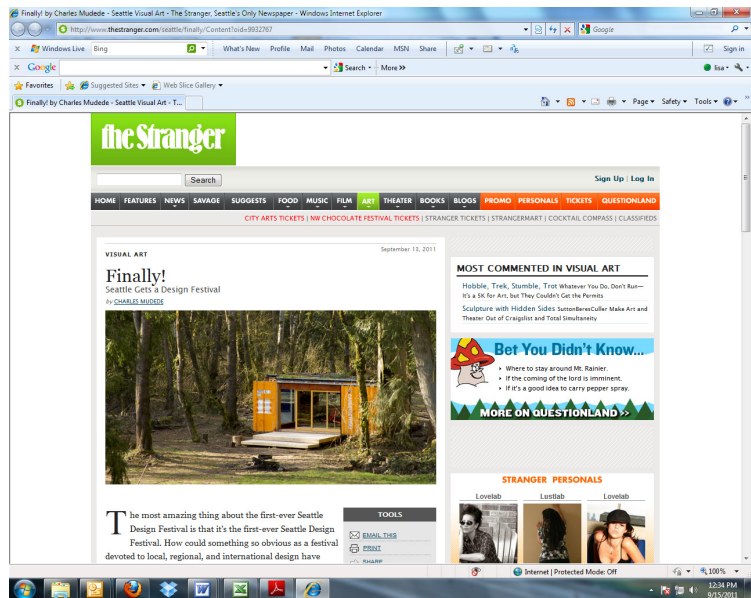 Finally! by Charles Mudede - Seattle Visual Art - The Stranger, Seattle's Only Newspaper - Windows Internet Explorer
http://www.thestranger.com/seattle/finally/Content?oid=9932767
Google
x Windows Live Bing What's New Profile Mail Photos Calendar MSN Share Sign in
x Google Search More >> lisa
Favorites Suggested Sites Web Slice Gallery
Finally! by Charles Mudede - Seattle Visual Art - T... Page Safety Tools
the Stranger
Search Sign Up | Log In
HOME FEATURES NEWS SAVAGE SUGGESTS FOOD MUSIC FILM ART THEATER BOOKS BLOGS PROMO PERSONALS TICKETS QUESTIONLAND
CITY ARTS TICKETS | NW CHOCOLATE FESTIVAL TICKETS | STRANGER TICKETS | STRANGERMART | COCKTAIL COMPASS | CLASSIFIEDS
VISUAL ART September 13, 2011
Finally!
Seattle Gets a Design Festival
by CHARLES MUDEDE
The most amazing thing about the first-ever Seattle
Design Festival is that it's the first-ever Seattle Design
Festival. How could something so obvious as a festival
devoted to local, regional, and international design have
TOOLS
EMAIL THIS
PRINT
SHARE
MOST COMMENTED IN VISUAL ART
Hobble, Trek, Stumble, Trot Whatever You Do, Don't Run—
It's a 5K for Art, but They Couldn't Get the Permits
Sculpture with Hidden Sides SuttonBeresCuller Make Art and
Theater Out of Craigslist and Total Simultaneity
Bet You Didn't Know...
Where to stay around Mt. Rainier.
If the coming of the lord is imminent.
If it's a good idea to carry pepper spray.
MORE ON QUESTIONLAND >>
STRANGER PERSONALS
Lovelab Lustlab Lovelab
Internet | Protected Mode: Off 100%
12:34 PM
9/15/2011